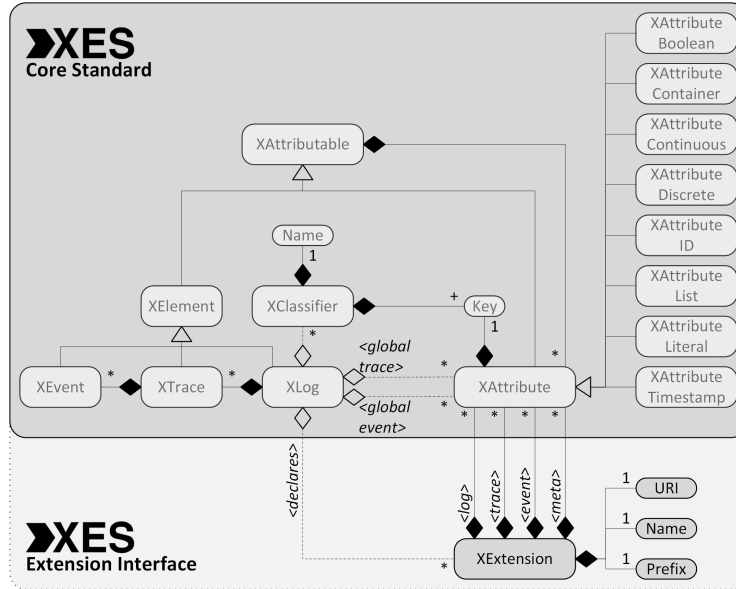 XES
Core Standard
XAttribute
Boolean
XAttribute
Container
XAttribute
Continuous
XAttribute
Discrete
XAttribute
ID
XAttribute
List
XAttribute
Literal
XAttribute
Timestamp
XAttributable
Name
1
XElement
XClassifier
+
Key
1
*
*
<global
trace>
*
XEvent
*
XTrace
*
XLog
XAttribute
<global
event>
*
*
*
*
*
<declares>
<log>
<trace>
<event>
<meta>
XES
Extension Interface
*
XExtension
1
URI
1
Name
1
Prefix